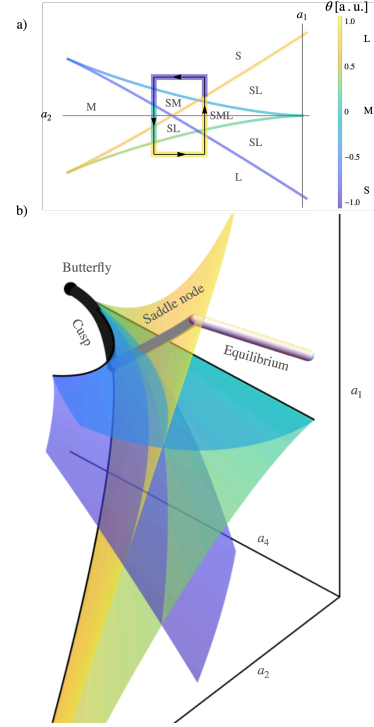 θ [a. u.]
a₁
a)
1.0
L
S
0.5
SL
M
SM
SML
a₂
0
M
SL
SL
−0.5
L
S
−1.0
b)
Butterfly
Saddle node
Cusp
Equilibrium
a₁
a₄
a₂